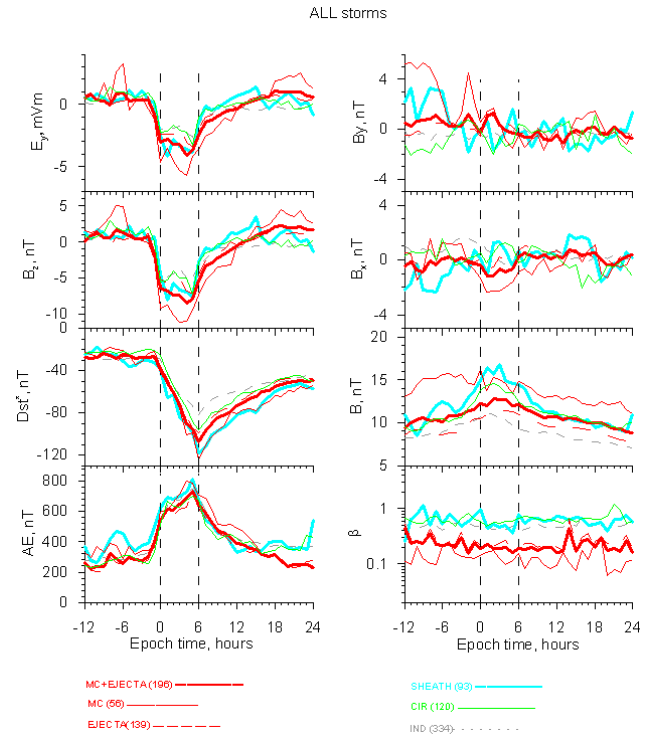 ALL storms
0
-5
E_y, mVm
4
0
-4
By, nT
5
0
-5
-10
B_z, nT
4
0
-4
B_x, nT
0
-40
-80
-120
Dst*, nT
20
15
10
5
B, nT
800
600
400
200
0
AE, nT
1
0.1
β
-12 -6 0 6 12 18 24
Epoch time, hours
-12 -6 0 6 12 18 24
Epoch time, hours
MC+EJECTA (196)
MC (56)
EJECTA(139)
SHEATH (93)
CIR (120)
IND (334)